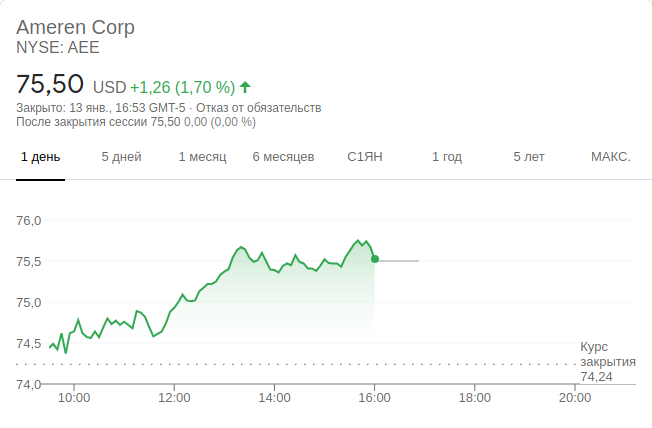 Ameren Corp
NYSE: AEE
75,50 USD +1,26 (1,70 %)
Закрыто: 13 янв., 16:53 GMT-5 · Отказ от обязательств
После закрытия сессии 75,50 0,00 (0,00 %)
1 день 5 дней 1 месяц 6 месяцев С1ЯН 1 год 5 лет МАКС.
76,0
75,5
75,0
74,5
Курс
закрытия
74,24
74,0
10:00 12:00 14:00 16:00 18:00 20:00